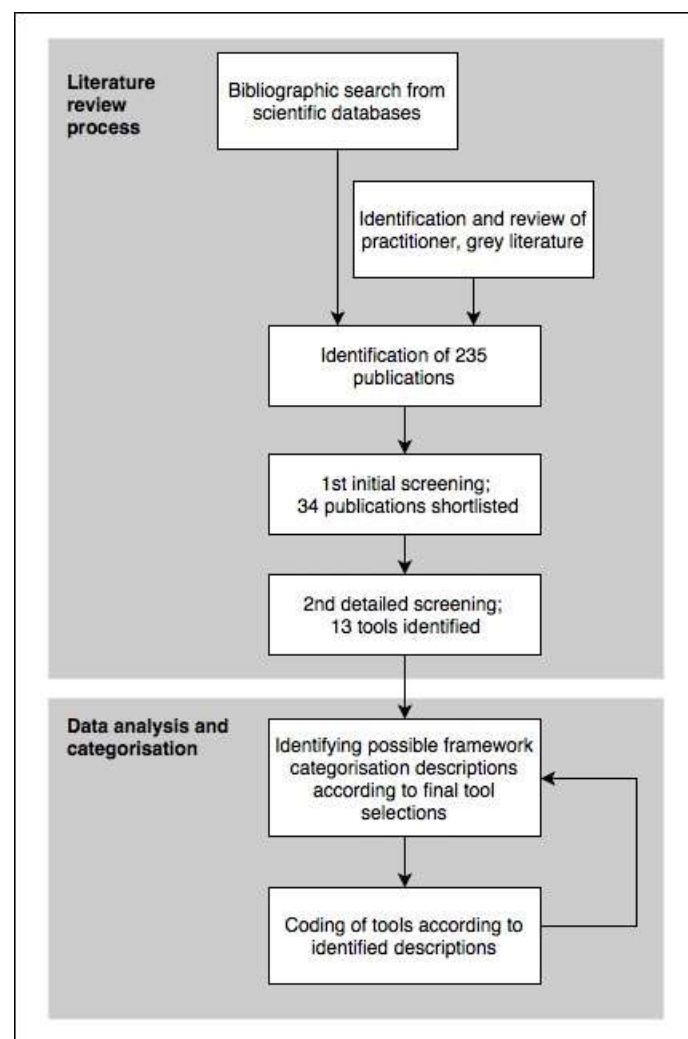 Literature
review
process
Bibliographic search from
scientific databases
Identification and review of
practitioner, grey literature
Identification of 235
publications
1st initial screening;
34 publications shortlisted
2nd detailed screening;
13 tools identified
Data analysis and
categorisation
Identifying possible framework
categorisation descriptions
according to final tool
selections
Coding of tools according to
identified descriptions